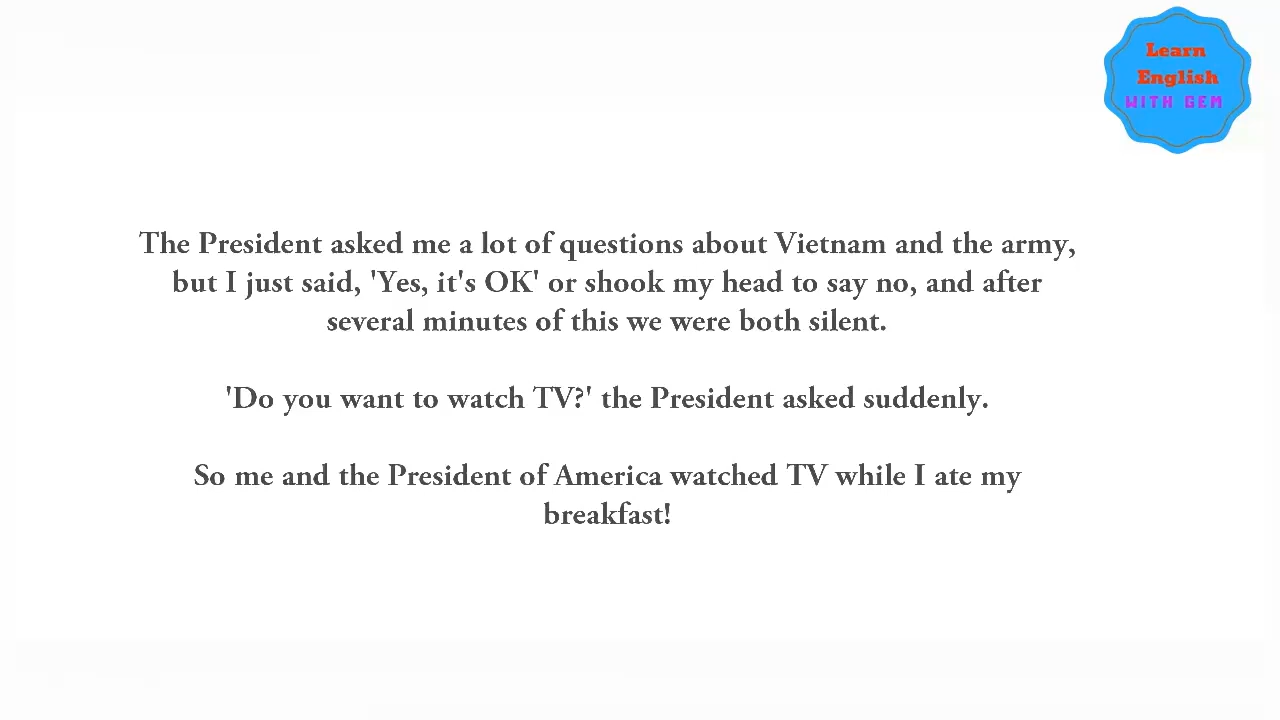 Learn
English
WITH GEM
The President asked me a lot of questions about Vietnam and the army,
but I just said, 'Yes, it's OK' or shook my head to say no, and after
several minutes of this we were both silent.
'Do you want to watch TV?' the President asked suddenly.
So me and the President of America watched TV while I ate my
breakfast!